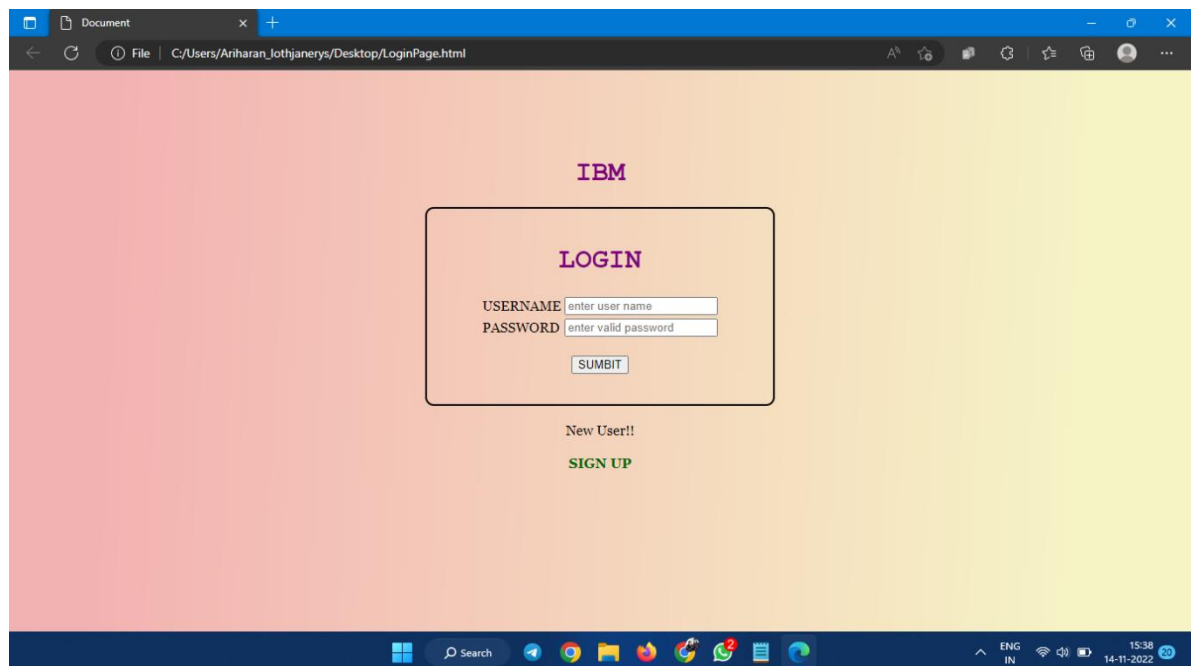 Document
File C:/Users/Ariharan_lothjanerys/Desktop/LoginPage.html
IBM
LOGIN
USERNAME enter user name
PASSWORD enter valid password
SUMBIT
New User!!
SIGN UP
Search
2
ENG
IN
15:38
14-11-2022
20